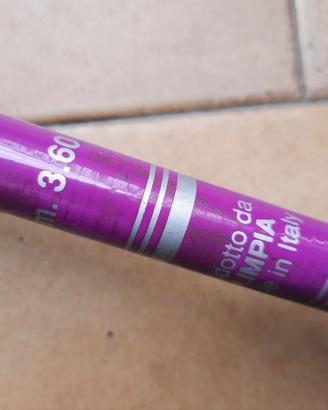 m. 3.60
dotto da
IMPIA
e in Italy